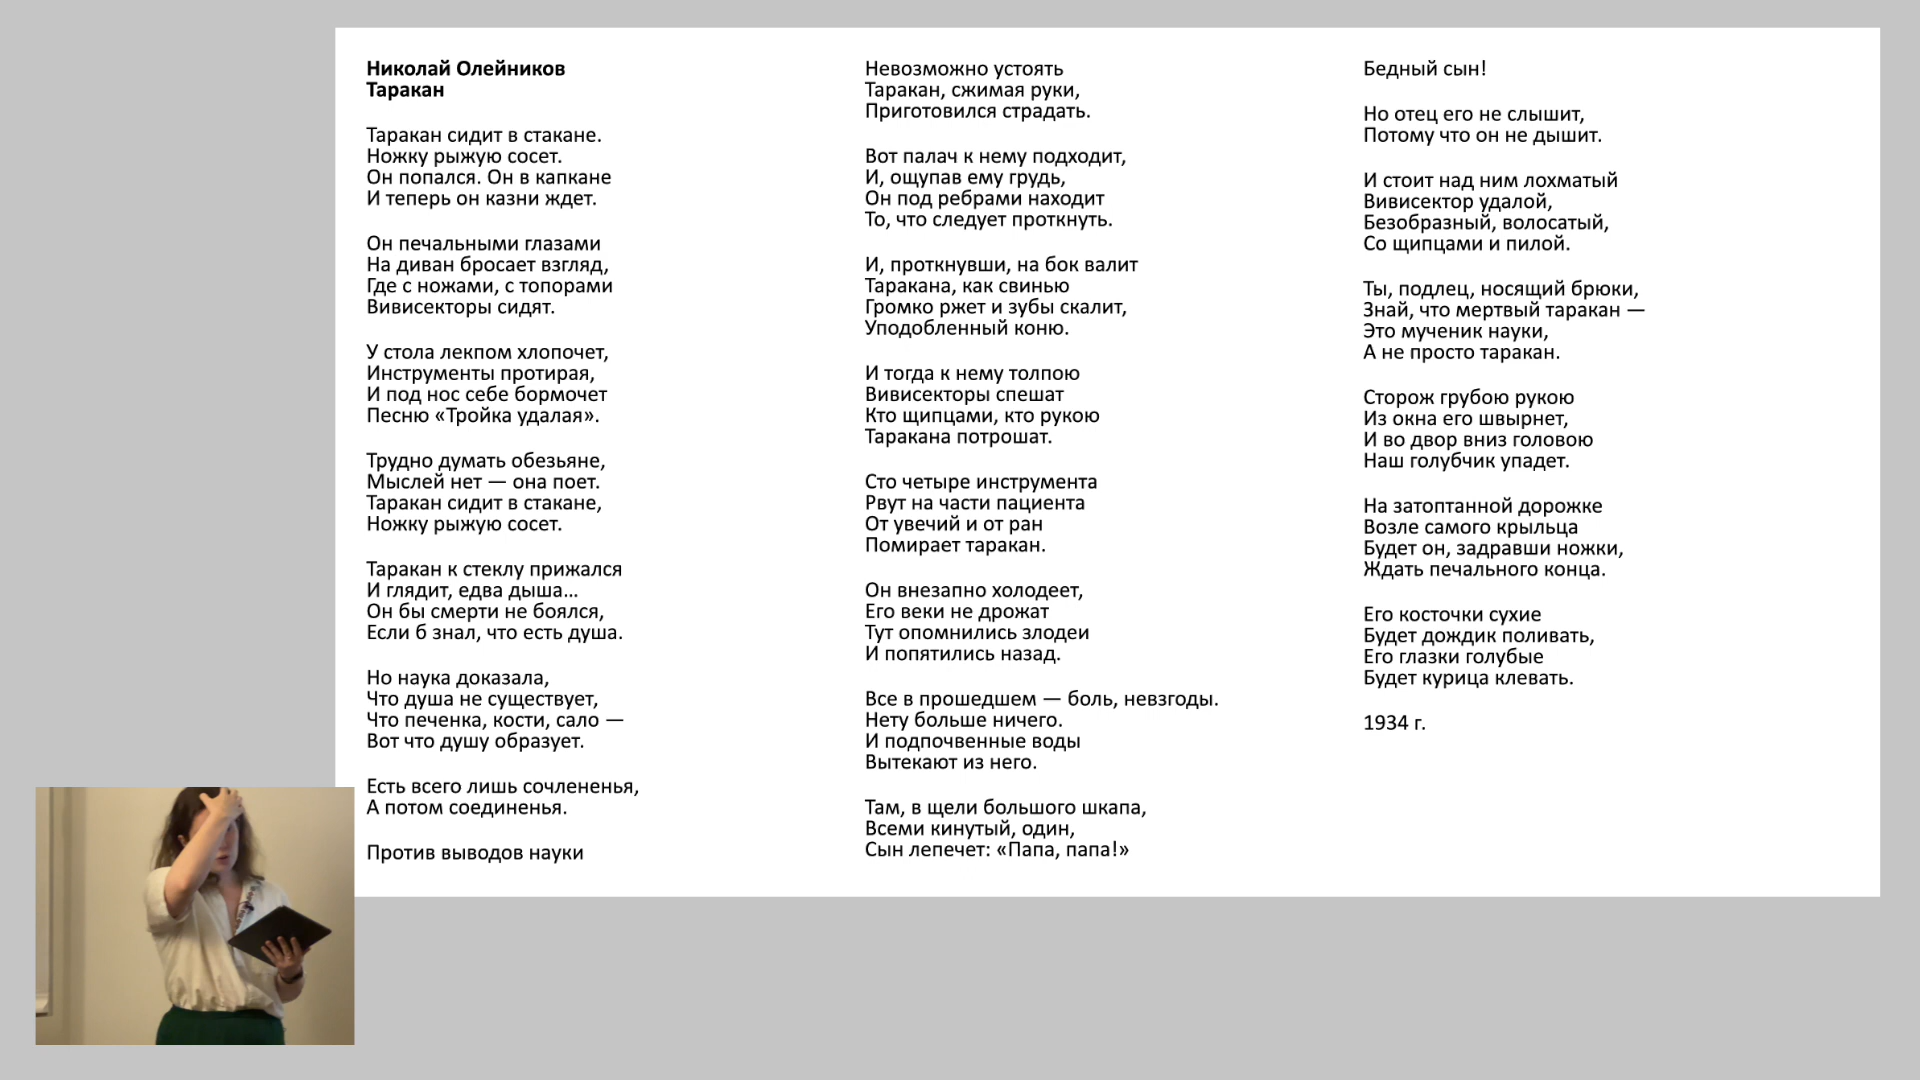 Николай Олейников
Таракан
Таракан сидит в стакане.
Ножку рыжую сосет.
Он попался. Он в капкане
И теперь он казни ждет.
Он печальными глазами
На диван бросает взгляд,
Где с ножами, с топорами
Вивисекторы сидят.
У стола лекпом хлопочет,
Инструменты протирая,
И под нос себе бормочет
Песню «Тройка удалая».
Трудно думать обезьяне,
Мыслей нет — она поет.
Таракан сидит в стакане,
Ножку рыжую сосет.
Таракан к стеклу прижался
И глядит, едва дыша...
Он бы смерти не боялся,
Если б знал, что есть душа.
Но наука доказала,
Что душа не существует,
Что печенка, кости, сало —
Вот что душу образует.
Есть всего лишь сочлененья,
А потом соединенья.
Против выводов науки
Невозможно устоять
Таракан, сжимая руки,
Приготовился страдать.
Вот палач к нему подходит,
И, ощупав ему грудь,
Он под ребрами находит
То, что следует проткнуть.
И, проткнувши, на бок валит
Таракана, как свинью
Громко ржет и зубы скалит,
Уподобленный коню.
И тогда к нему толпою
Вивисекторы спешат
Кто щипцами, кто рукою
Таракана потрошат.
Сто четыре инструмента
Рвут на части пациента
От увечий и от ран
Помирает таракан.
Он внезапно холодеет,
Его веки не дрожат
Тут опомнились злодеи
И попятились назад.
Все в прошедшем — боль, невзгоды.
Нету больше ничего.
И подпочвенные воды
Вытекают из него.
Там, в щели большого шкапа,
Всеми кинутый, один,
Сын лепечет: «Папа, папа!»
Бедный сын!
Но отец его не слышит,
Потому что он не дышит.
И стоит над ним лохматый
Вивисектор удалой,
Безобразный, волосатый,
Со щипцами и пилой.
Ты, подлец, носящий брюки,
Знай, что мертвый таракан —
Это мученик науки,
А не просто таракан.
Сторож грубою рукою
Из окна его швырнет,
И во двор вниз головою
Наш голубчик упадет.
На затоптанной дорожке
Возле самого крыльца
Будет он, задравши ножки,
Ждать печального конца.
Его косточки сухие
Будет дождик поливать,
Его глазки голубые
Будет курица клевать.
1934 г.